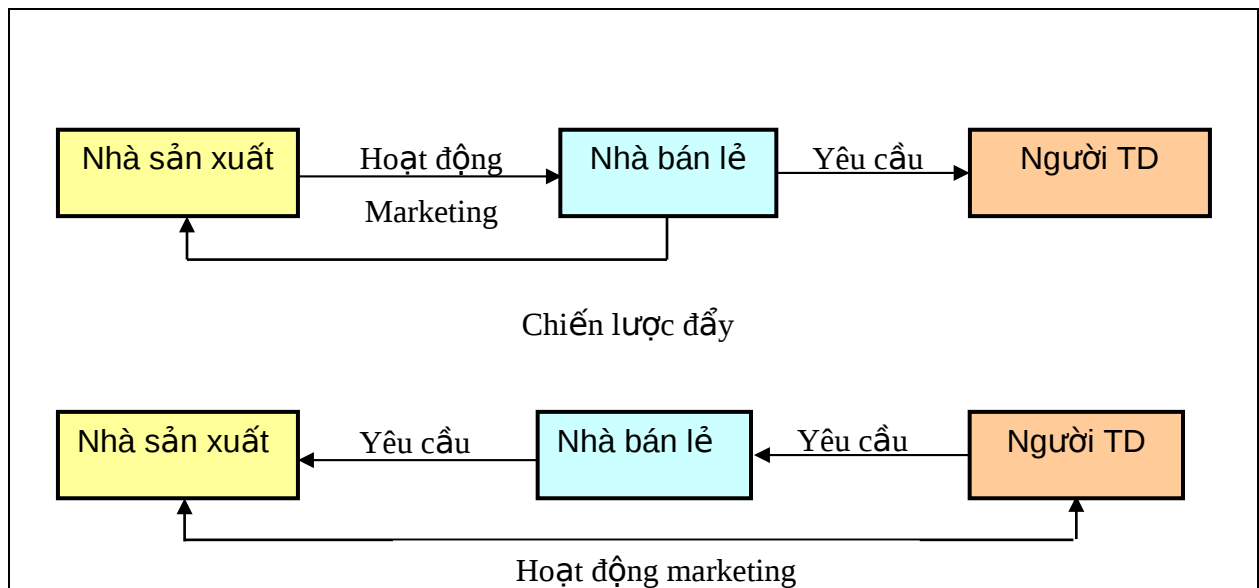 Nhà sản xuất
Hoạt động
Marketing
Nhà bán lẻ
Yêu cầu
Người TD
Chiến lược đẩy
Nhà sản xuất
Yêu cầu
Nhà bán lẻ
Yêu cầu
Người TD
Hoạt động marketing